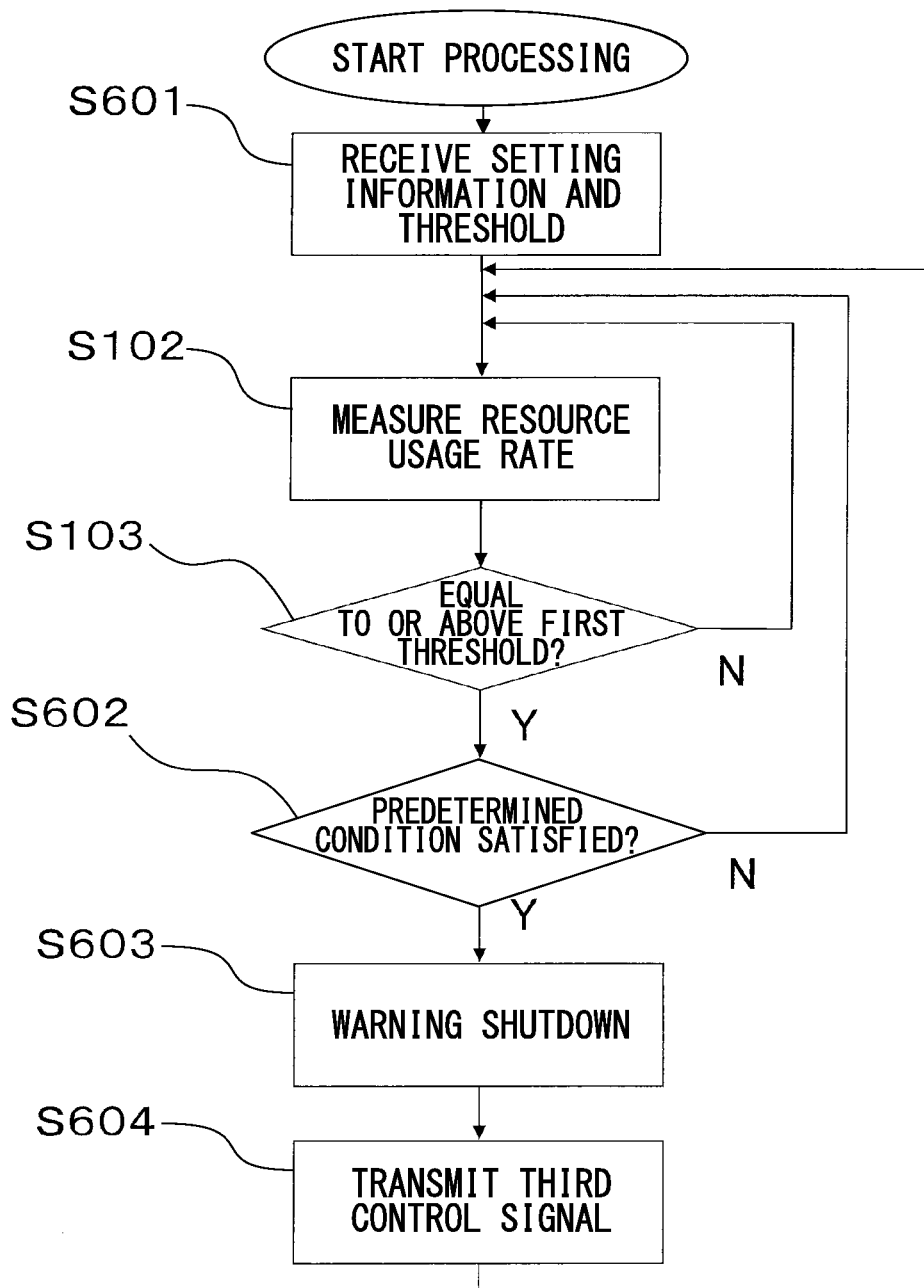 START PROCESSING
S601
RECEIVE SETTING
INFORMATION AND
THRESHOLD
S102
MEASURE RESOURCE
USAGE RATE
S103
EQUAL
TO OR ABOVE FIRST
THRESHOLD?
N
Y
S602
PREDETERMINED
CONDITION SATISFIED?
N
Y
S603
WARNING SHUTDOWN
S604
TRANSMIT THIRD
CONTROL SIGNAL